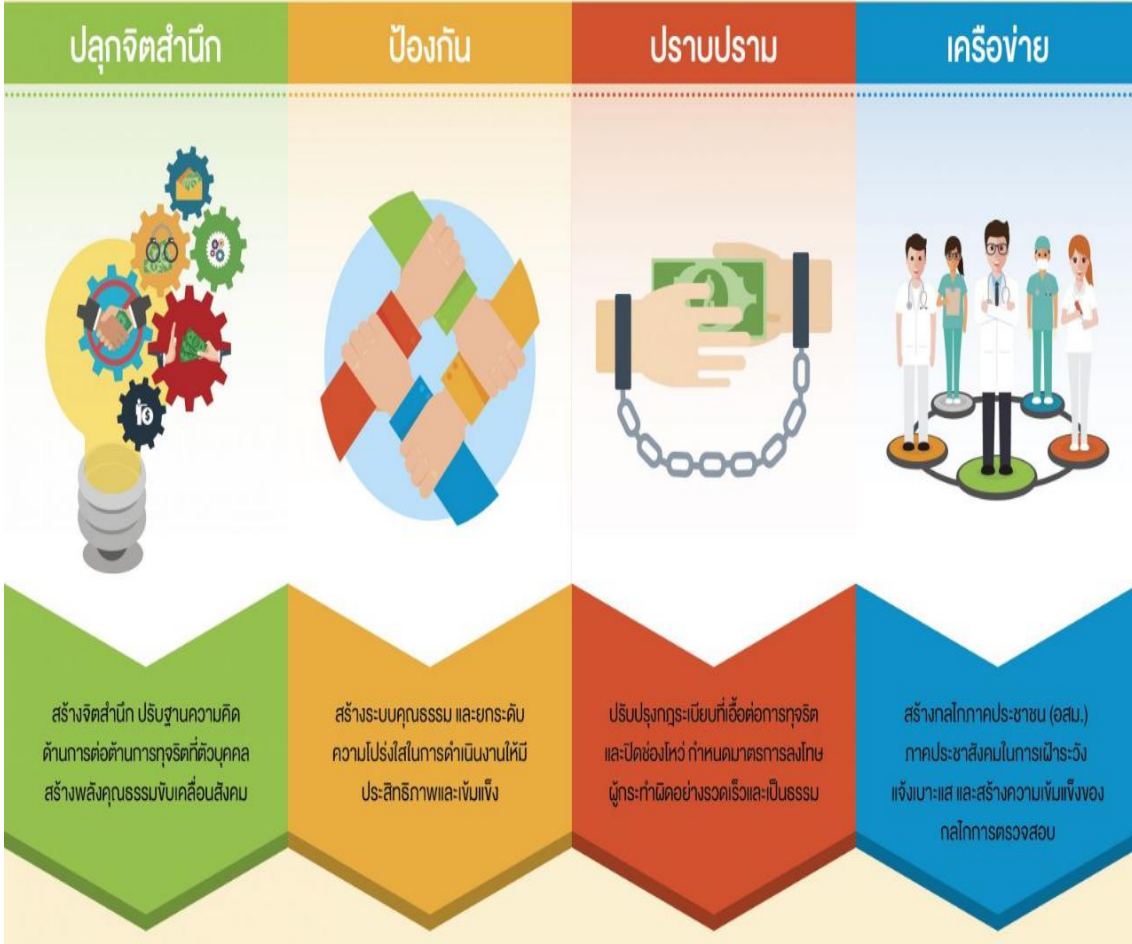 ปลุกจิตสำนึก
ป้องกัน
ปราบปราม
เครือข่าย
สร้างจิตสำนึก ปรับฐานความคิด
ด้านการต่อต้านการทุจริตที่ตัวบุคคล
สร้างพลังคุณธรรมขับเคลื่อนสังคม
สร้างระบบคุณธรรม และยกระดับ
ความโปร่งใสในการดำเนินงานให้มี
ประสิทธิภาพและเข้มแข็ง
ปรับปรุงกฎระเบียบที่เอื้อต่อการทุจริต
และปิดช่องโหว่ กำหนดมาตรการลงโทษ
ผู้กระทำผิดอย่างรวดเร็วและเป็นธรรม
สร้างกลไกภาคประชาชน (อสม.)
ภาคประชาสังคมในการเฝ้าระวัง
แจ้งเบาะแส และสร้างความเข้มแข็งของ
กลไกการตรวจสอบ